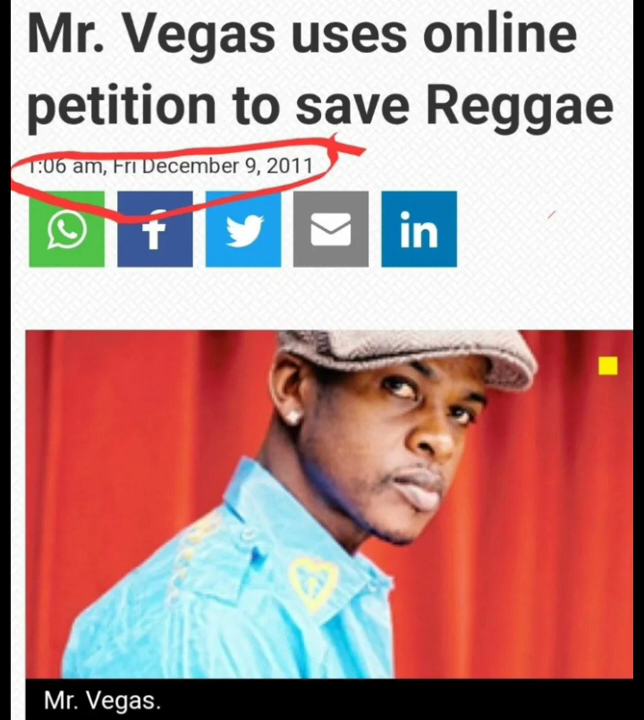 Mr. Vegas uses online
petition to save Reggae
1:06 am, Fri December 9, 2011
f in
Mr. Vegas.